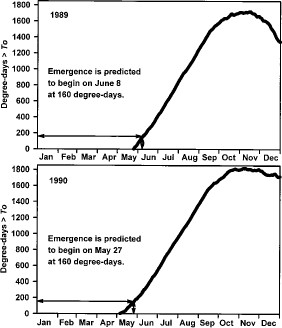 1800
1600
1400
1200
1000
800
600
400
200
0
Degree-days > To
1989
Emergence is predicted
to begin on June 8
at 160 degree-days.
Jan Feb Mar Apr May Jun Jul Aug Sep Oct Nov Dec
1800
1600
1400
1200
1000
800
600
400
200
0
Degree-days > To
1990
Emergence is predicted
to begin on May 27
at 160 degree-days.
Jan Feb Mar Apr May Jun Jul Aug Sep Oct Nov Dec